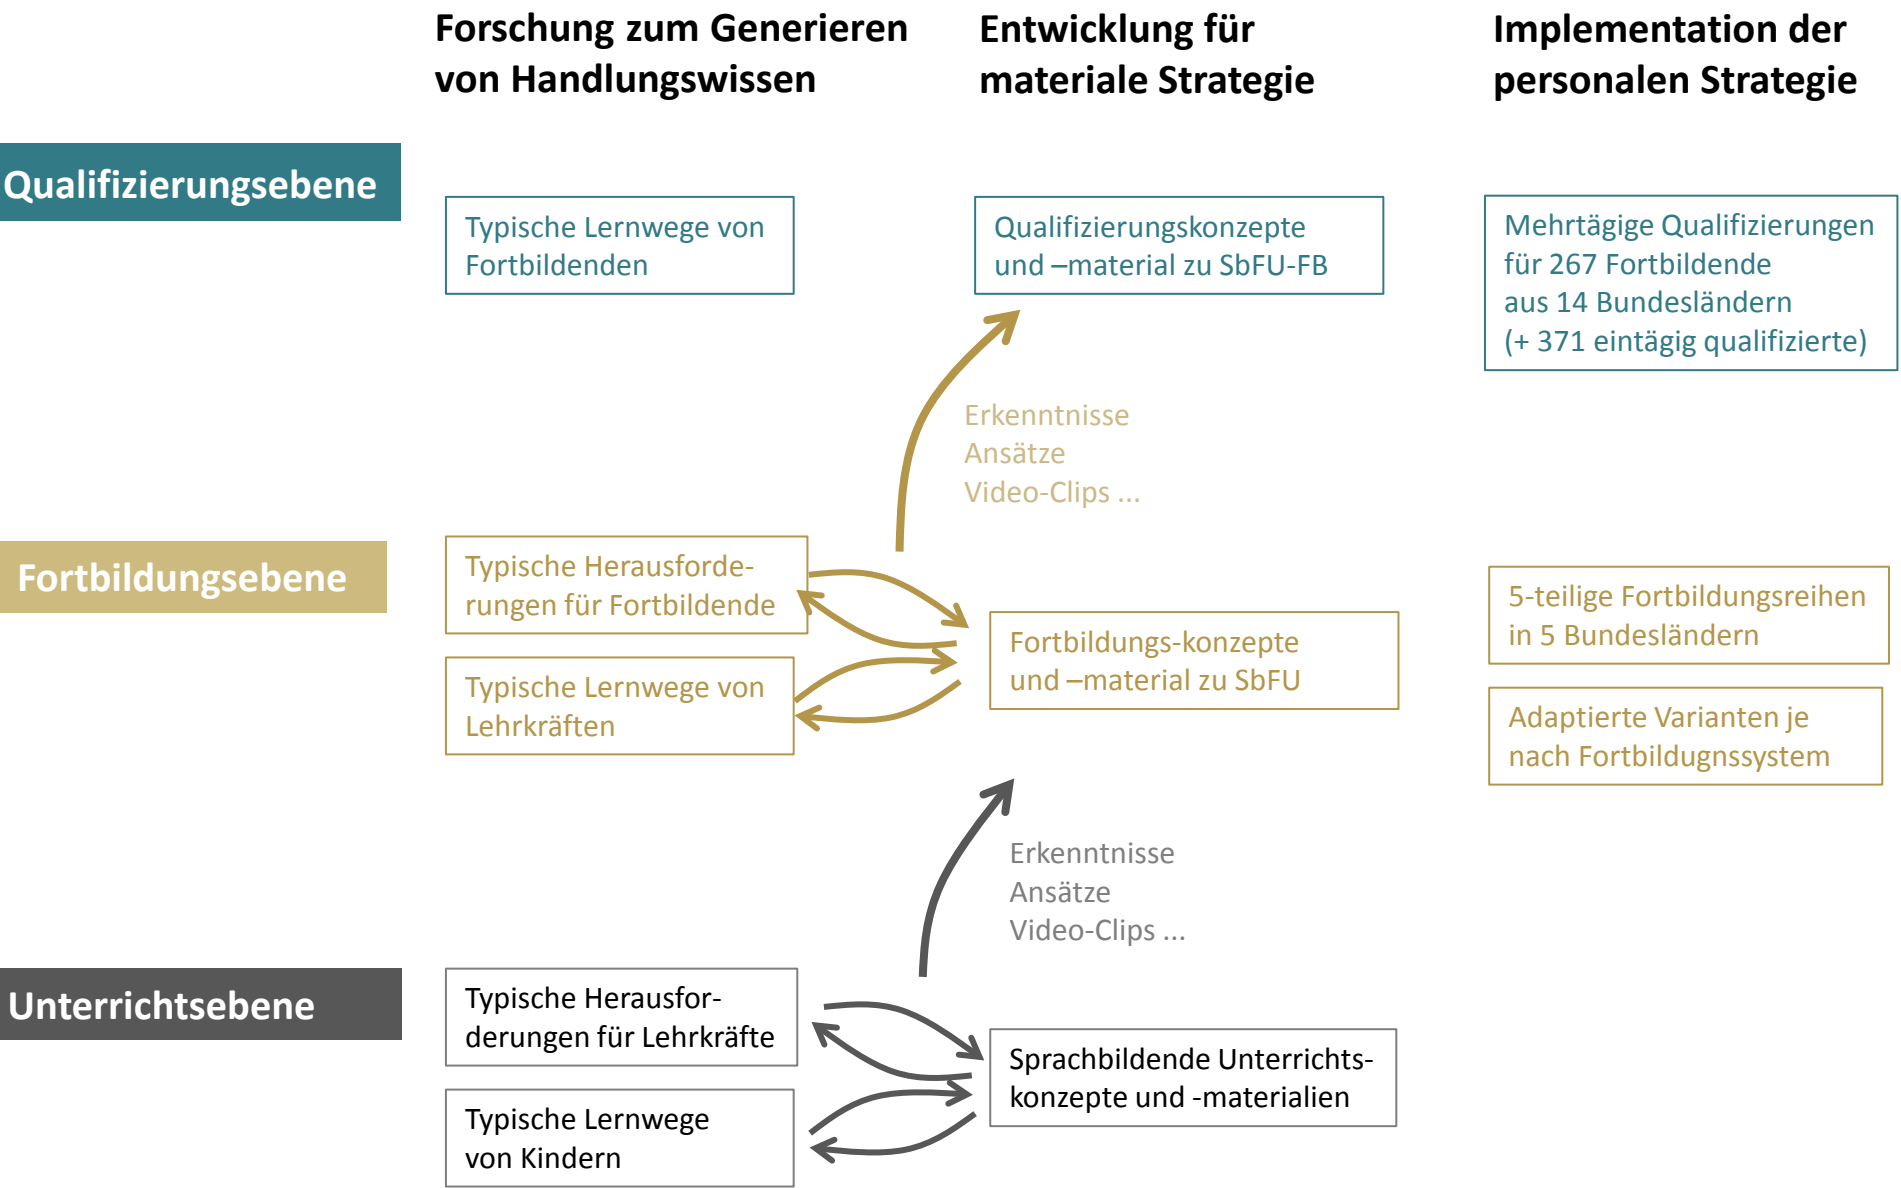 Forschung zum Generieren
von Handlungswissen
Entwicklung für
materiale Strategie
Implementation der
personalen Strategie
Qualifizierungsebene
Typische Lernwege von
Fortbildenden
Qualifizierungskonzepte
und –material zu SbFU-FB
Mehrtägige Qualifizierungen
für 267 Fortbildende
aus 14 Bundesländern
(+ 371 eintägig qualifizierte)
Erkenntnisse
Ansätze
Video-Clips ...
Fortbildungsebene
Typische Herausforde-
rungen für Fortbildende
Typische Lernwege von
Lehrkräften
Fortbildungs-konzepte
und –material zu SbFU
5-teilige Fortbildungsreihen
in 5 Bundesländern
Adaptierte Varianten je
nach Fortbildugnssystem
Erkenntnisse
Ansätze
Video-Clips ...
Unterrichtsebene
Typische Herausfor-
derungen für Lehrkräfte
Typische Lernwege
von Kindern
Sprachbildende Unterrichts-
konzepte und -materialien